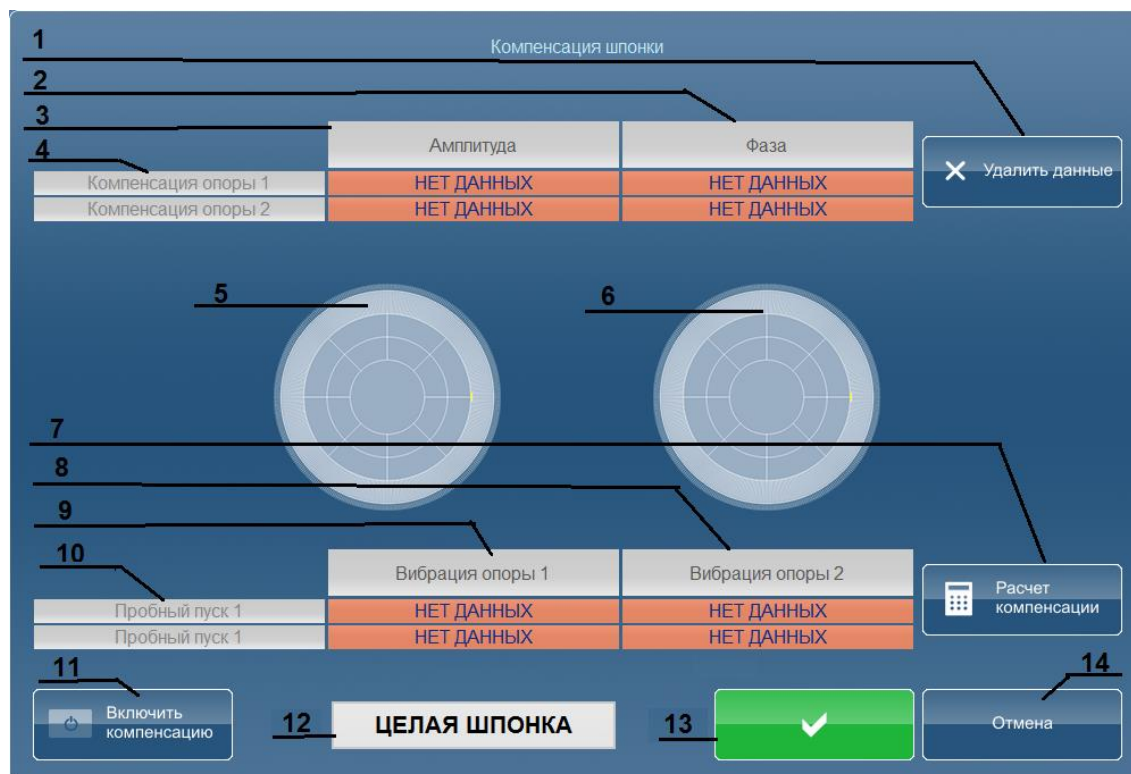 1
Компенсация шпонки
2
3
Амплитуда
Фаза
4
Удалить данные
Компенсация опоры 1
НЕТ ДАННЫХ
НЕТ ДАННЫХ
Компенсация опоры 2
НЕТ ДАННЫХ
НЕТ ДАННЫХ
5
6
7
8
9
10
Вибрация опоры 1
Вибрация опоры 2
Расчет
компенсации
Пробный пуск 1
НЕТ ДАННЫХ
НЕТ ДАННЫХ
Пробный пуск 1
НЕТ ДАННЫХ
НЕТ ДАННЫХ
11
14
Включить
компенсацию
12
ЦЕЛАЯ ШПОНКА
13
Отмена